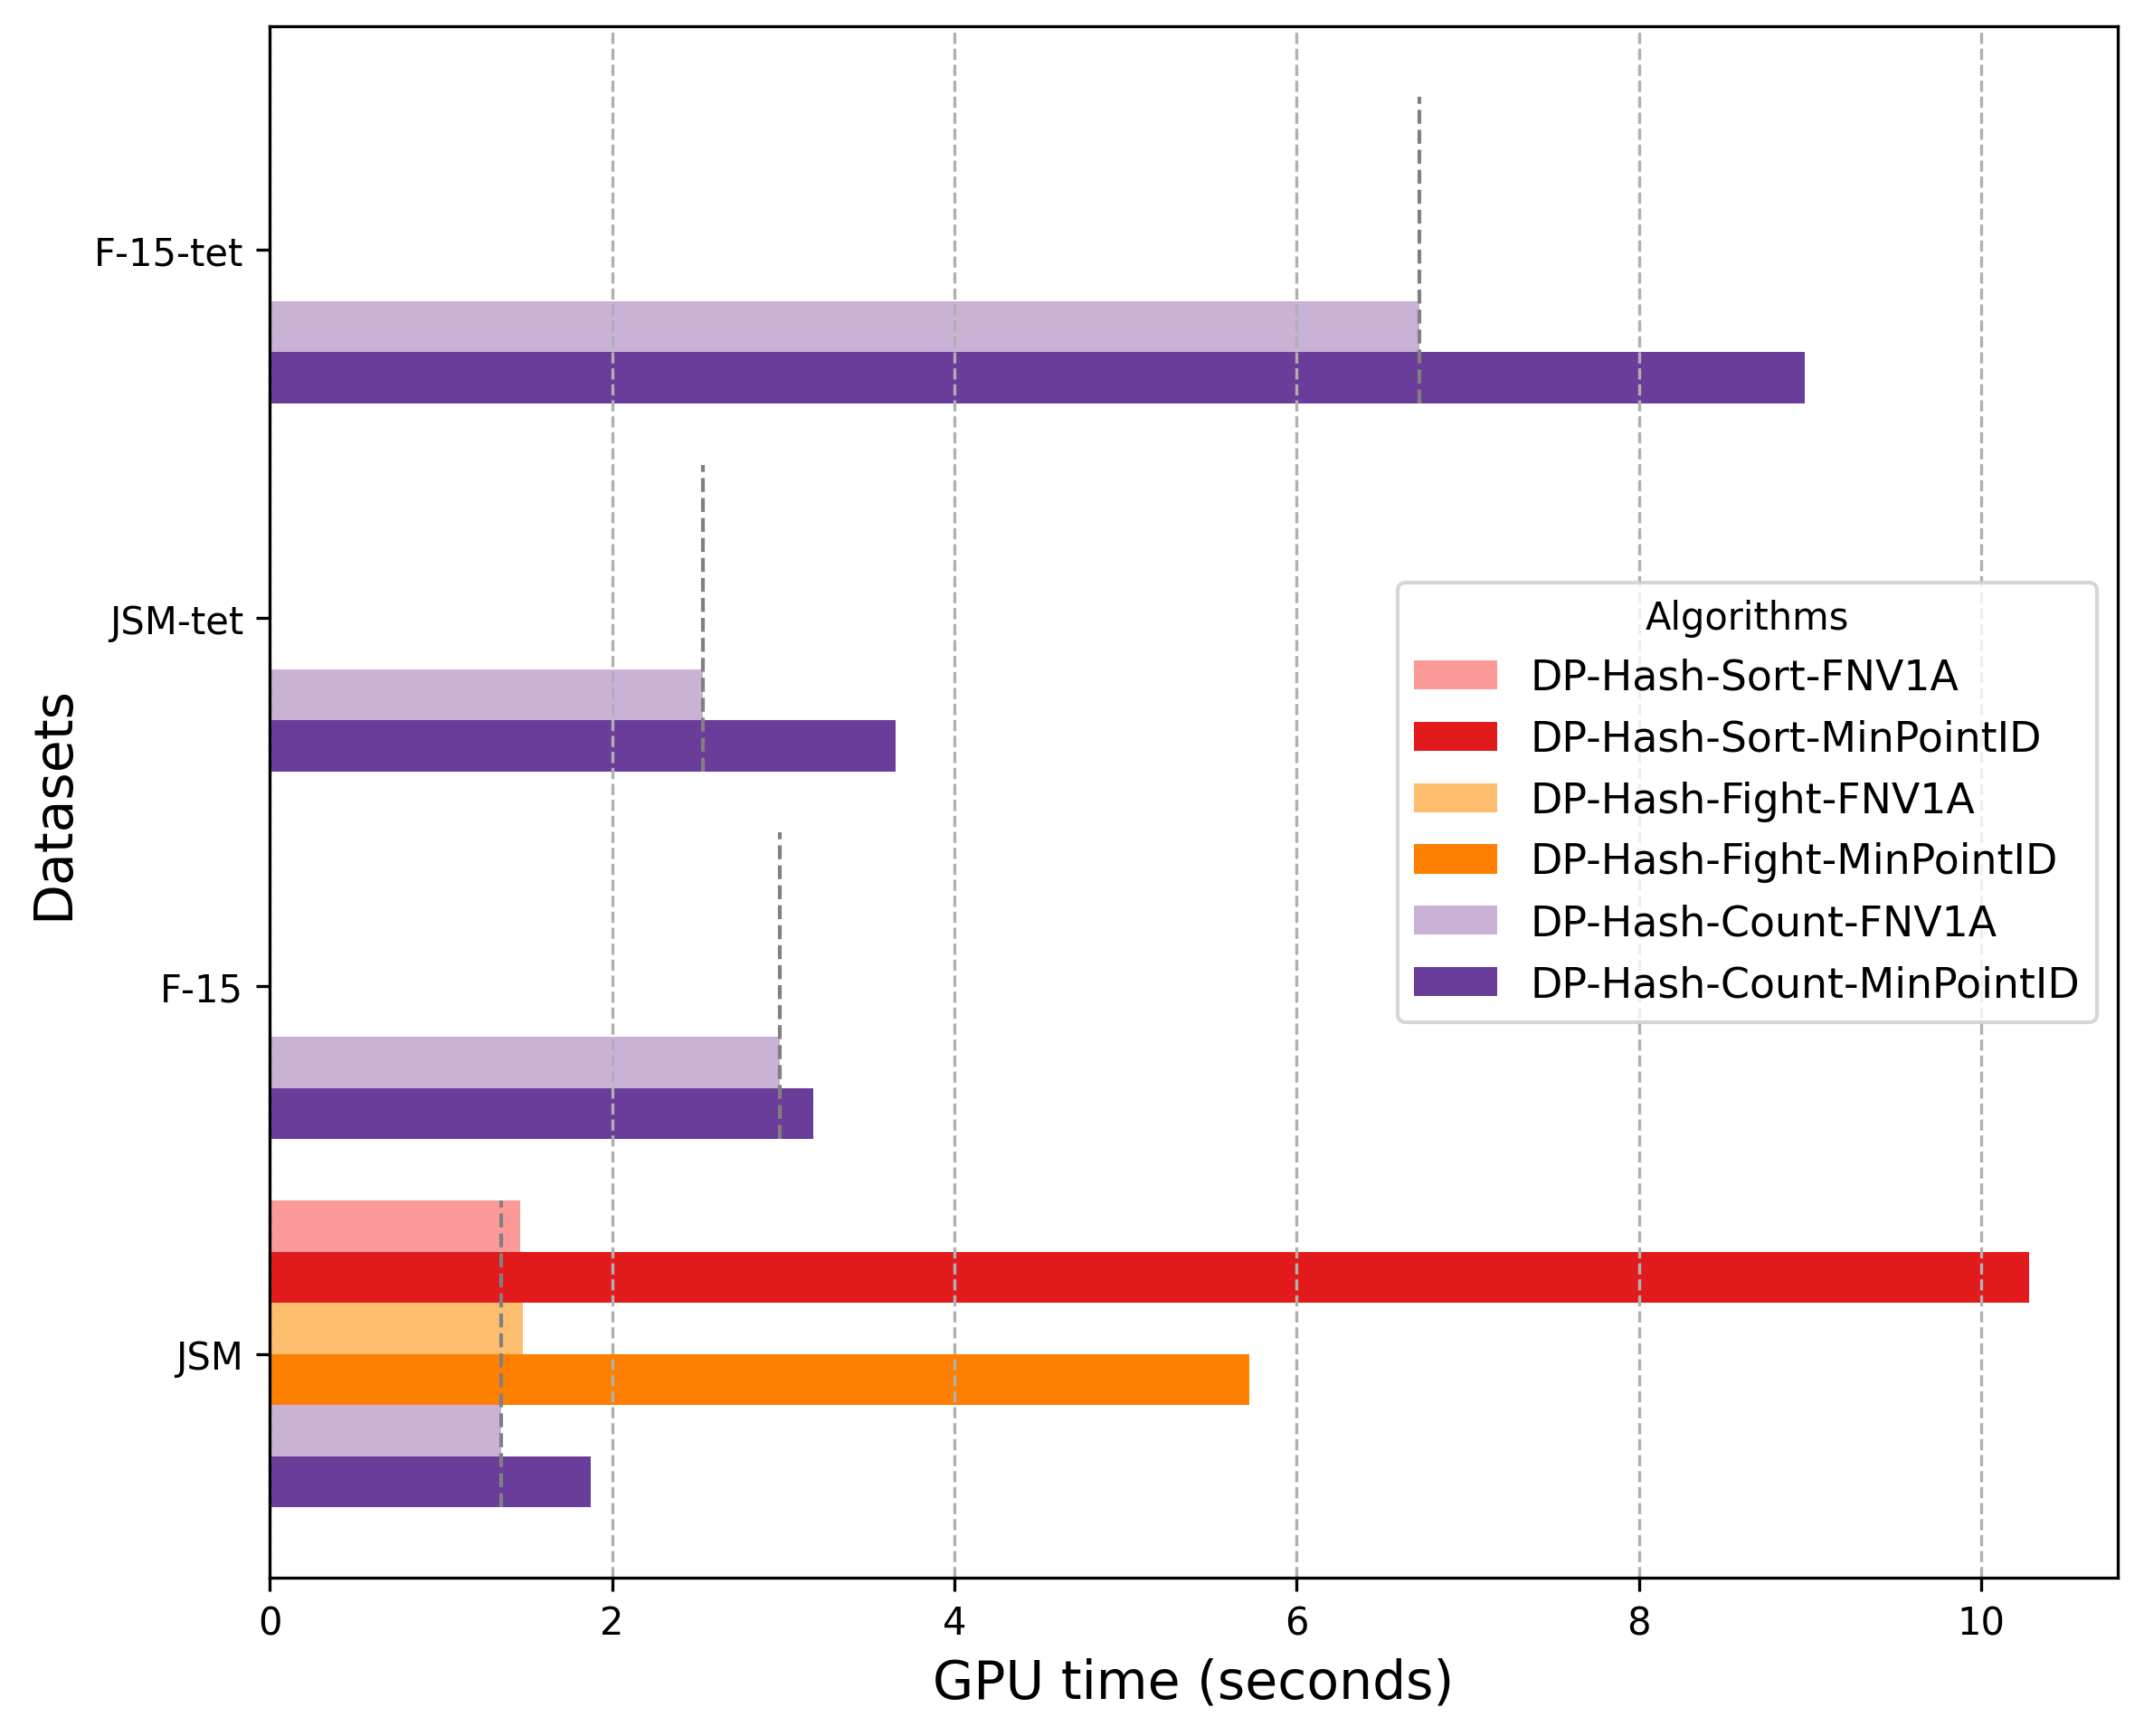 F-15-tet
JSM-tet
F-15
JSM
Datasets
0 2 4 6 8 10
GPU time (seconds)
Algorithms
DP-Hash-Sort-FNV1A
DP-Hash-Sort-MinPointID
DP-Hash-Fight-FNV1A
DP-Hash-Fight-MinPointID
DP-Hash-Count-FNV1A
DP-Hash-Count-MinPointID